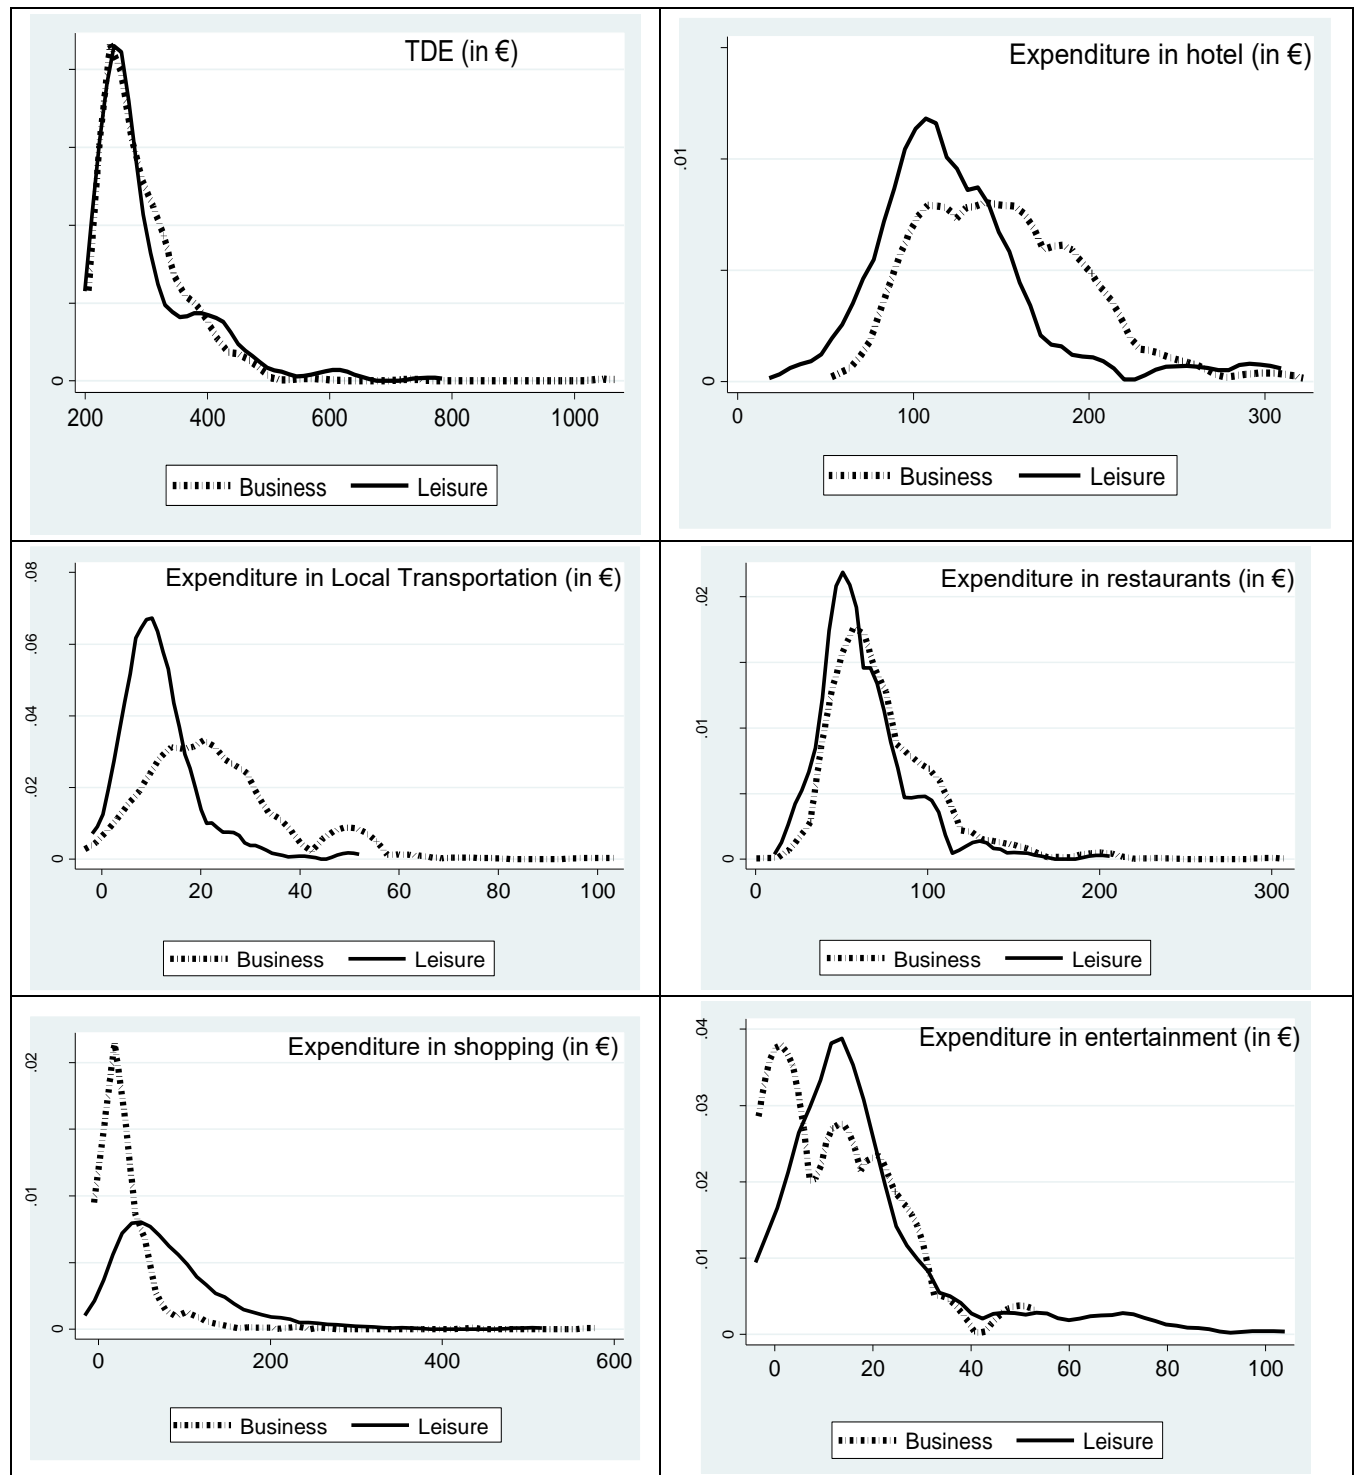 TDE (in €)
0
200 400 600 800 1000
Business Leisure
Expenditure in hotel (in €)
.01
0
0 100 200 300
Business Leisure
Expenditure in Local Transportation (in €)
.08
.06
.04
.02
0
0 20 40 60 80 100
Business Leisure
Expenditure in restaurants (in €)
.02
.01
0
0 100 200 300
Business Leisure
Expenditure in shopping (in €)
.02
.01
0
0 200 400 600
Business Leisure
Expenditure in entertainment (in €)
.04
.03
.02
.01
0
0 20 40 60 80 100
Business Leisure